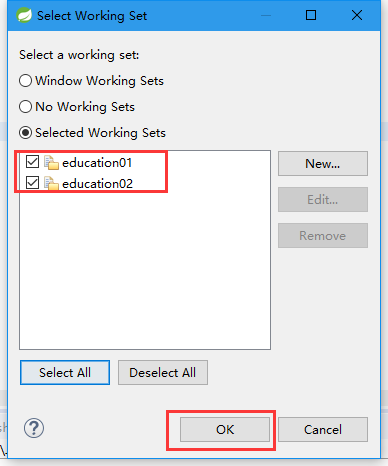 Select Working Set
Select a working set:
Window Working Sets
No Working Sets
Selected Working Sets
education01
education02
New...
Edit...
Remove
Select All
Deselect All
?
OK
Cancel